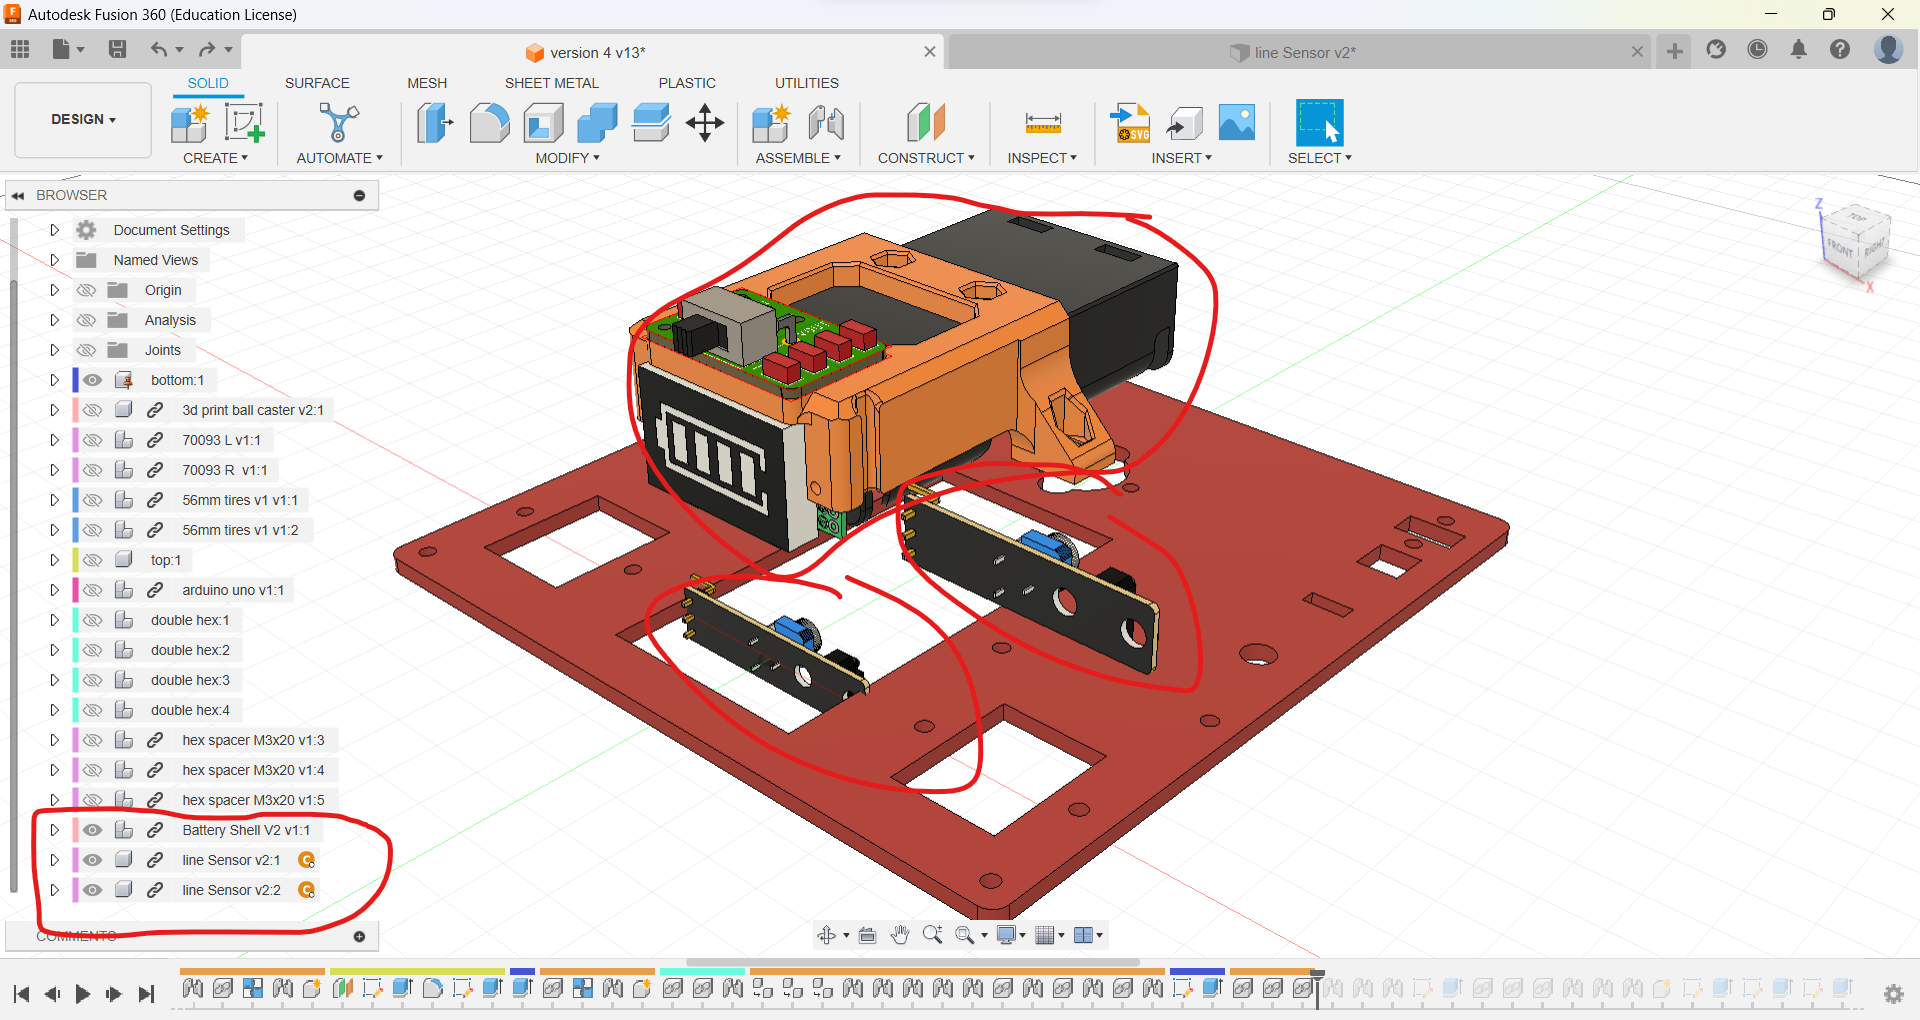 Autodesk Fusion 360 (Education License)
version 4 v13*
line Sensor v2*
DESIGN
SOLID
SURFACE
MESH
SHEET METAL
PLASTIC
UTILITIES
CREATE
AUTOMATE
MODIFY
ASSEMBLE
CONSTRUCT
INSPECT
INSERT
SELECT
SVG
BROWSER
Document Settings
Named Views
Origin
Analysis
Joints
bottom:1
3d print ball caster v2:1
70093 L v1:1
70093 R v1:1
56mm tires v1 v1:1
56mm tires v1 v1:2
top:1
arduino uno v1:1
double hex:1
double hex:2
double hex:3
double hex:4
hex spacer M3x20 v1:3
hex spacer M3x20 v1:4
hex spacer M3x20 v1:5
Battery Shell V2 v1:1
line Sensor v2:1
line Sensor v2:2
COMMENTS
Z
TOP
FRONT
RIGHT
X